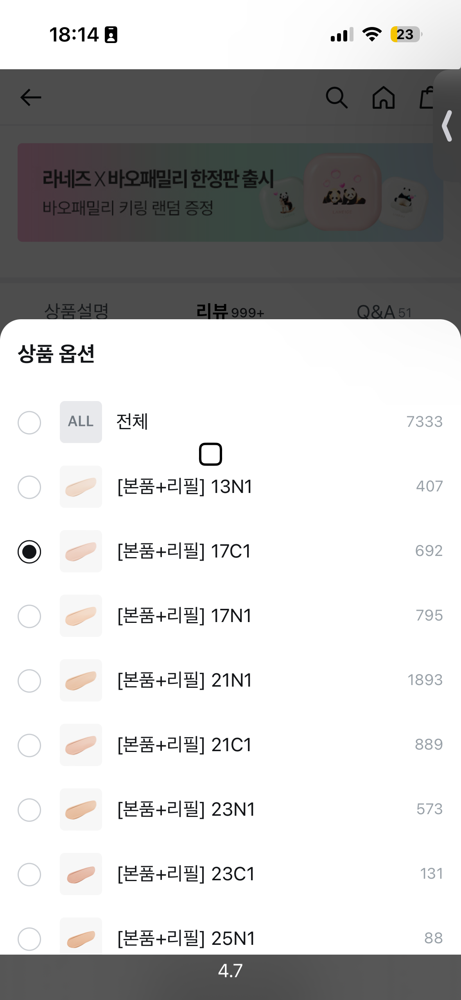 18:14
23
라네즈 X 바오패밀리 한정판 출시
바오패밀리 키링 랜덤 증정
LANEIGE
상품설명
리뷰 999+
Q&A 51
상품 옵션
ALL 전체 7333
[본품+리필] 13N1 407
[본품+리필] 17C1 692
[본품+리필] 17N1 795
[본품+리필] 21N1 1893
[본품+리필] 21C1 889
[본품+리필] 23N1 573
[본품+리필] 23C1 131
[본품+리필] 25N1 88
4.7